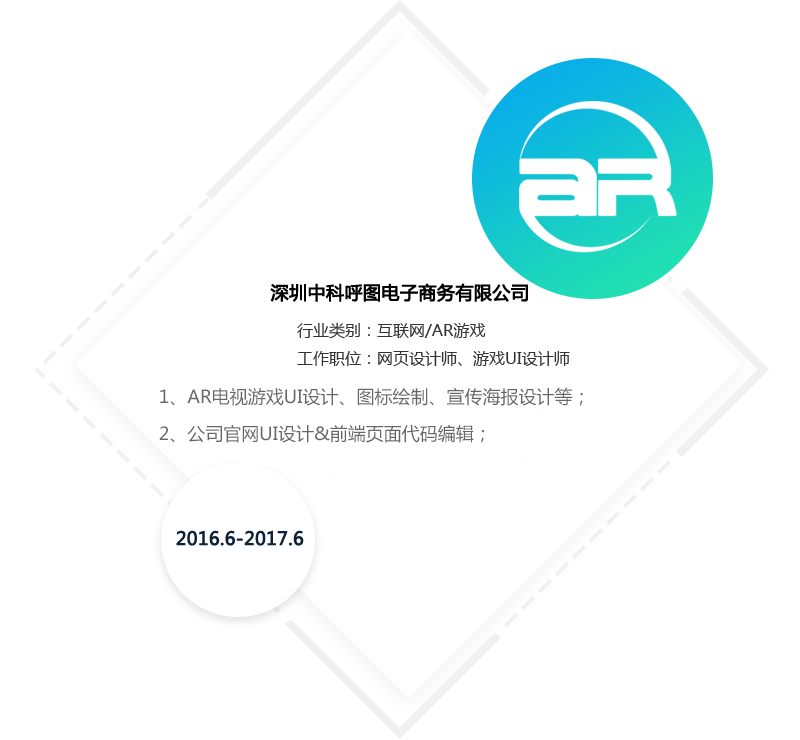 aR
深圳中科呼图电子商务有限公司
行业类别：互联网/AR游戏
工作职位：网页设计师、游戏UI设计师
1、AR电视游戏UI设计、图标绘制、宣传海报设计等；
2、公司官网UI设计&前端页面代码编辑；
2016.6-2017.6